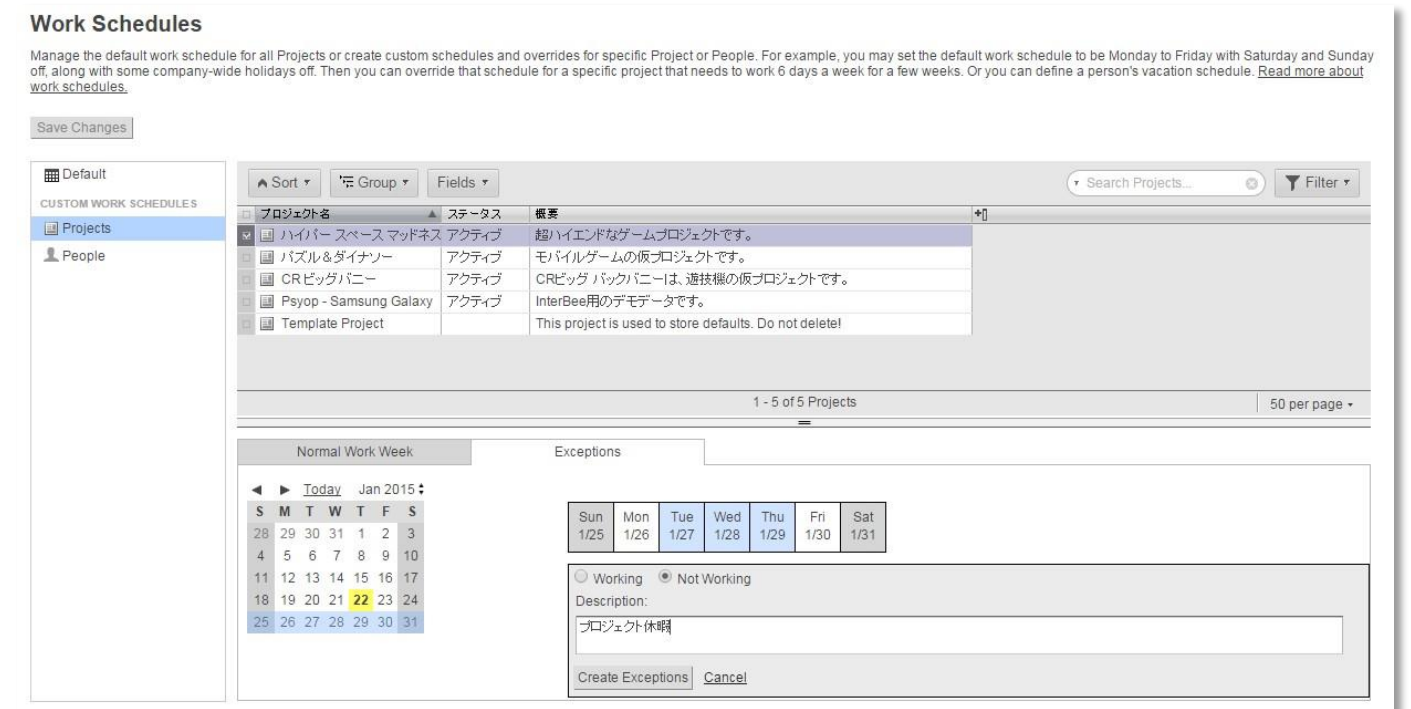 Work Schedules
Manage the default work schedule for all Projects or create custom schedules and overrides for specific Project or People. For example, you may set the default work schedule to be Monday to Friday with Saturday and Sunday
off, along with some company-wide holidays off. Then you can override that schedule for a specific project that needs to work 6 days a week for a few weeks. Or you can define a person's vacation schedule. Read more about
work schedules.
Save Changes
Default
CUSTOM WORK SCHEDULES
Projects
People
Sort Group Fields Search Projects... Filter
プロジェクト名 ステータス 概要
ハイパー スペース マッドネス アクティブ 超ハイエンドなゲームプロジェクトです。
パズル&ダイナソー アクティブ モバイルゲームの仮プロジェクトです。
CRビッグバニー アクティブ CRビッグ バックバニーは、遊技機の仮プロジェクトです。
Psyop - Samsung Galaxy アクティブ InterBee用のデモデータです。
Template Project This project is used to store defaults. Do not delete!
1 - 5 of 5 Projects 50 per page
Normal Work Week Exceptions
Today Jan 2015
S M T W T F S
28 29 30 31 1 2 3
4 5 6 7 8 9 10
11 12 13 14 15 16 17
18 19 20 21 22 23 24
25 26 27 28 29 30 31
Sun Mon Tue Wed Thu Fri Sat
1/25 1/26 1/27 1/28 1/29 1/30 1/31
Working Not Working
Description:
プロジェクト休暇
Create Exceptions Cancel